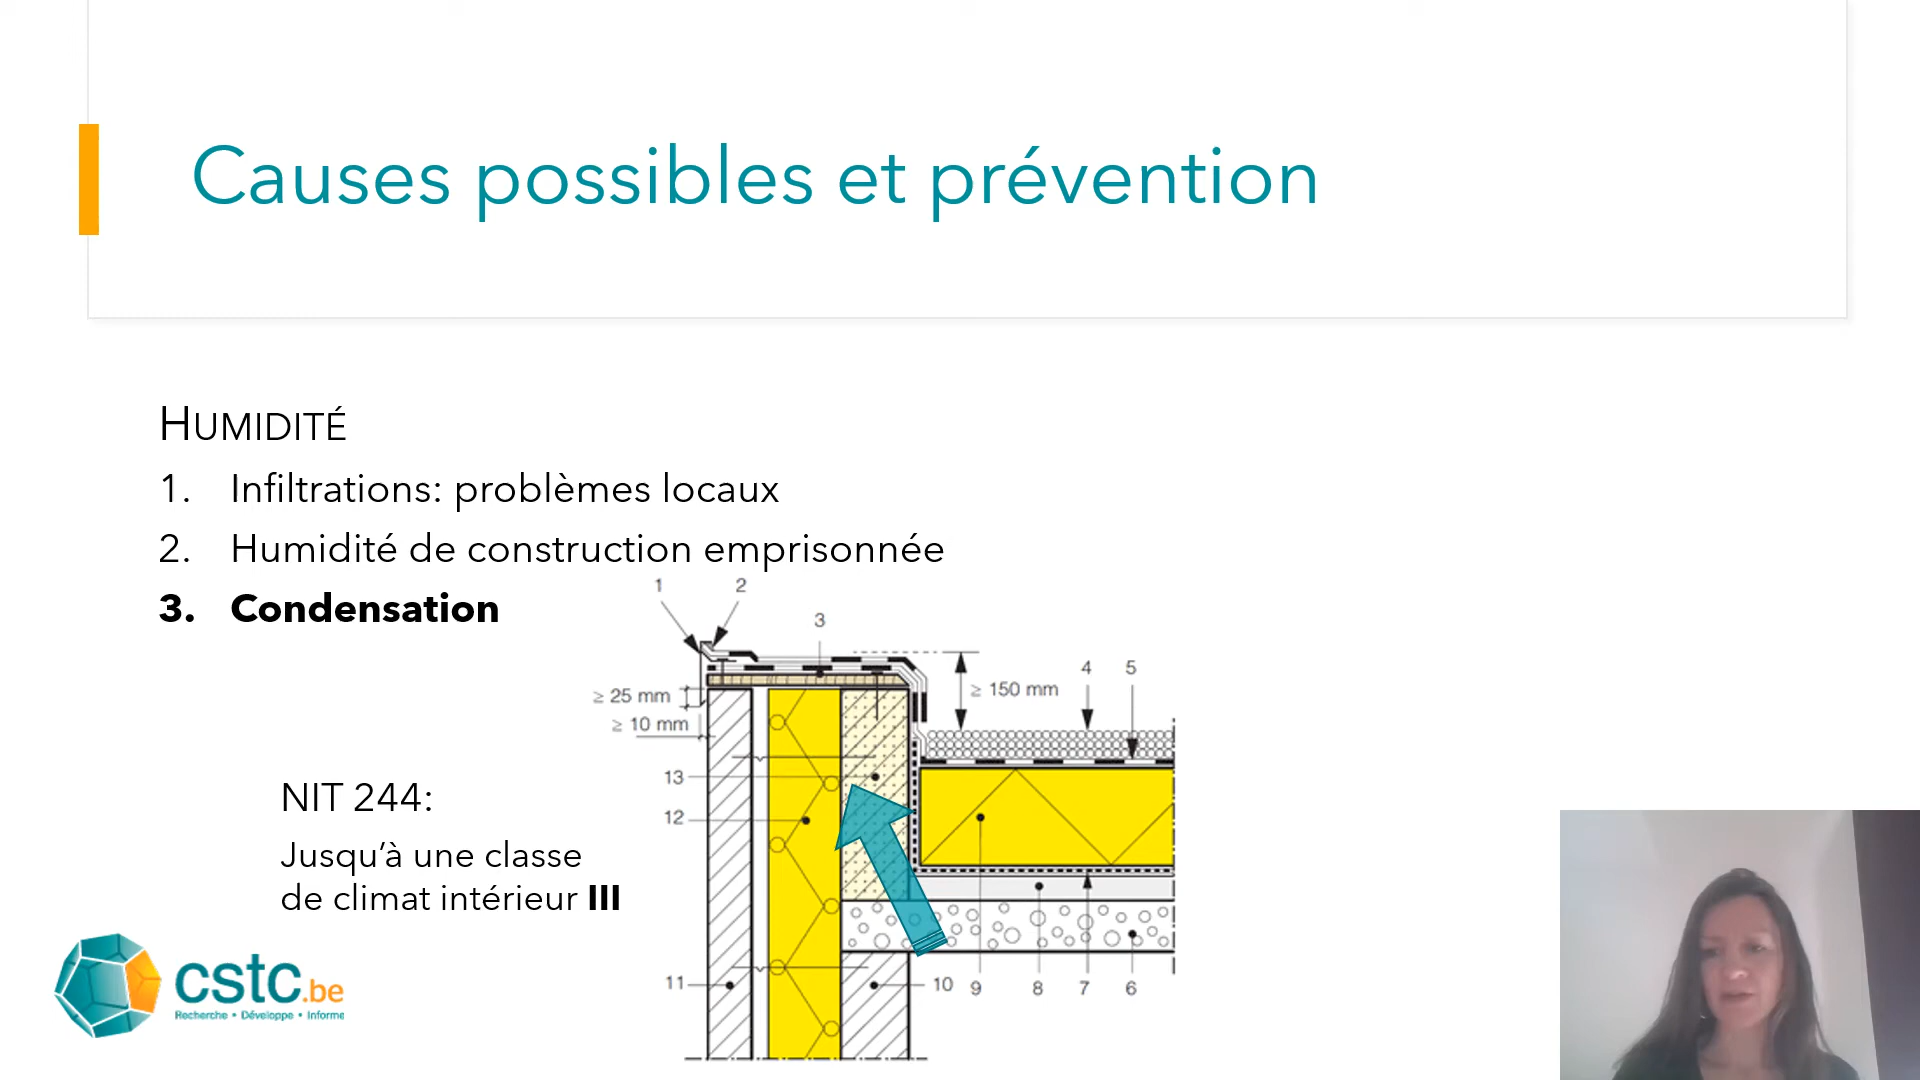 Causes possibles et prévention
HUMIDITÉ
1. Infiltrations: problèmes locaux
2. Humidité de construction emprisonnée
3. Condensation
1
2
3
≥ 150 mm
4
5
≥ 25 mm
≥ 10 mm
13
12
NIT 244:
Jusqu’à une classe
de climat intérieur III
11
10
9
8
7
6
cstc.be
Recherche • Développe • Informe